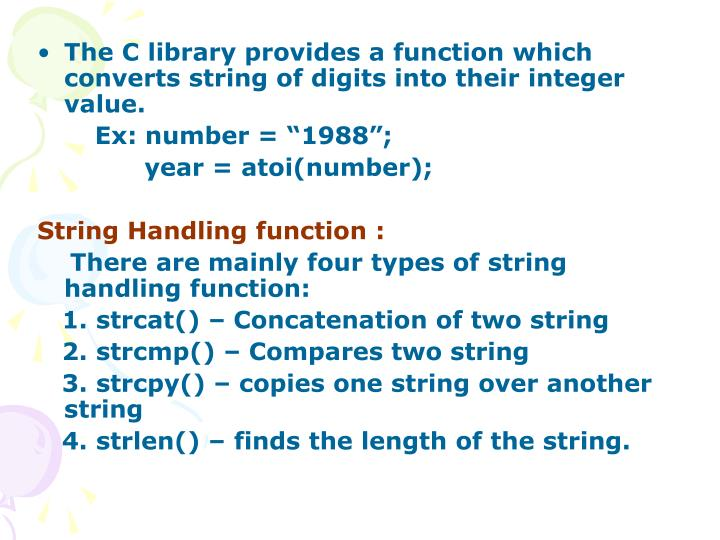 • The C library provides a function which
converts string of digits into their integer
value.
Ex: number = “1988”;
year = atoi(number);
String Handling function :
There are mainly four types of string
handling function:
1. strcat() – Concatenation of two string
2. strcmp() – Compares two string
3. strcpy() – copies one string over another
string
4. strlen() – finds the length of the string.